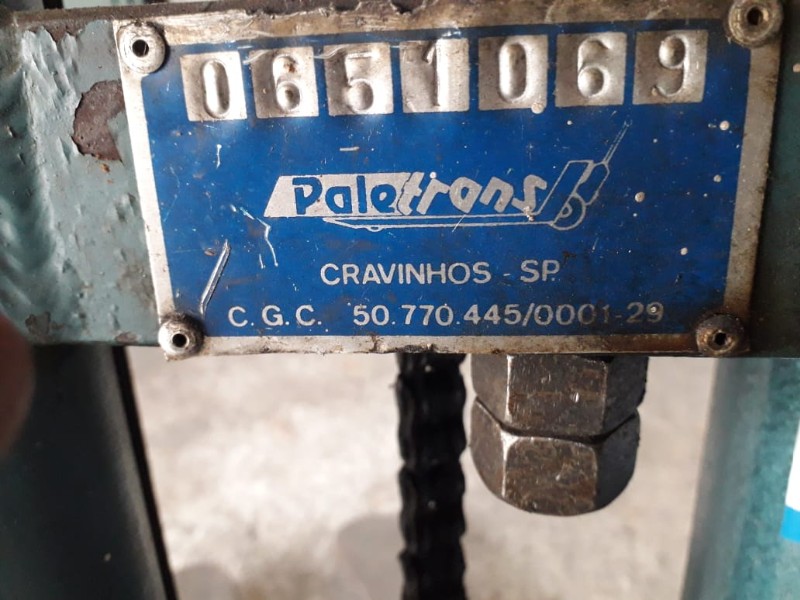 0651069
Paletrans
CRAVINHOS - SP.
C.G.C. 50.770.445/0001-29